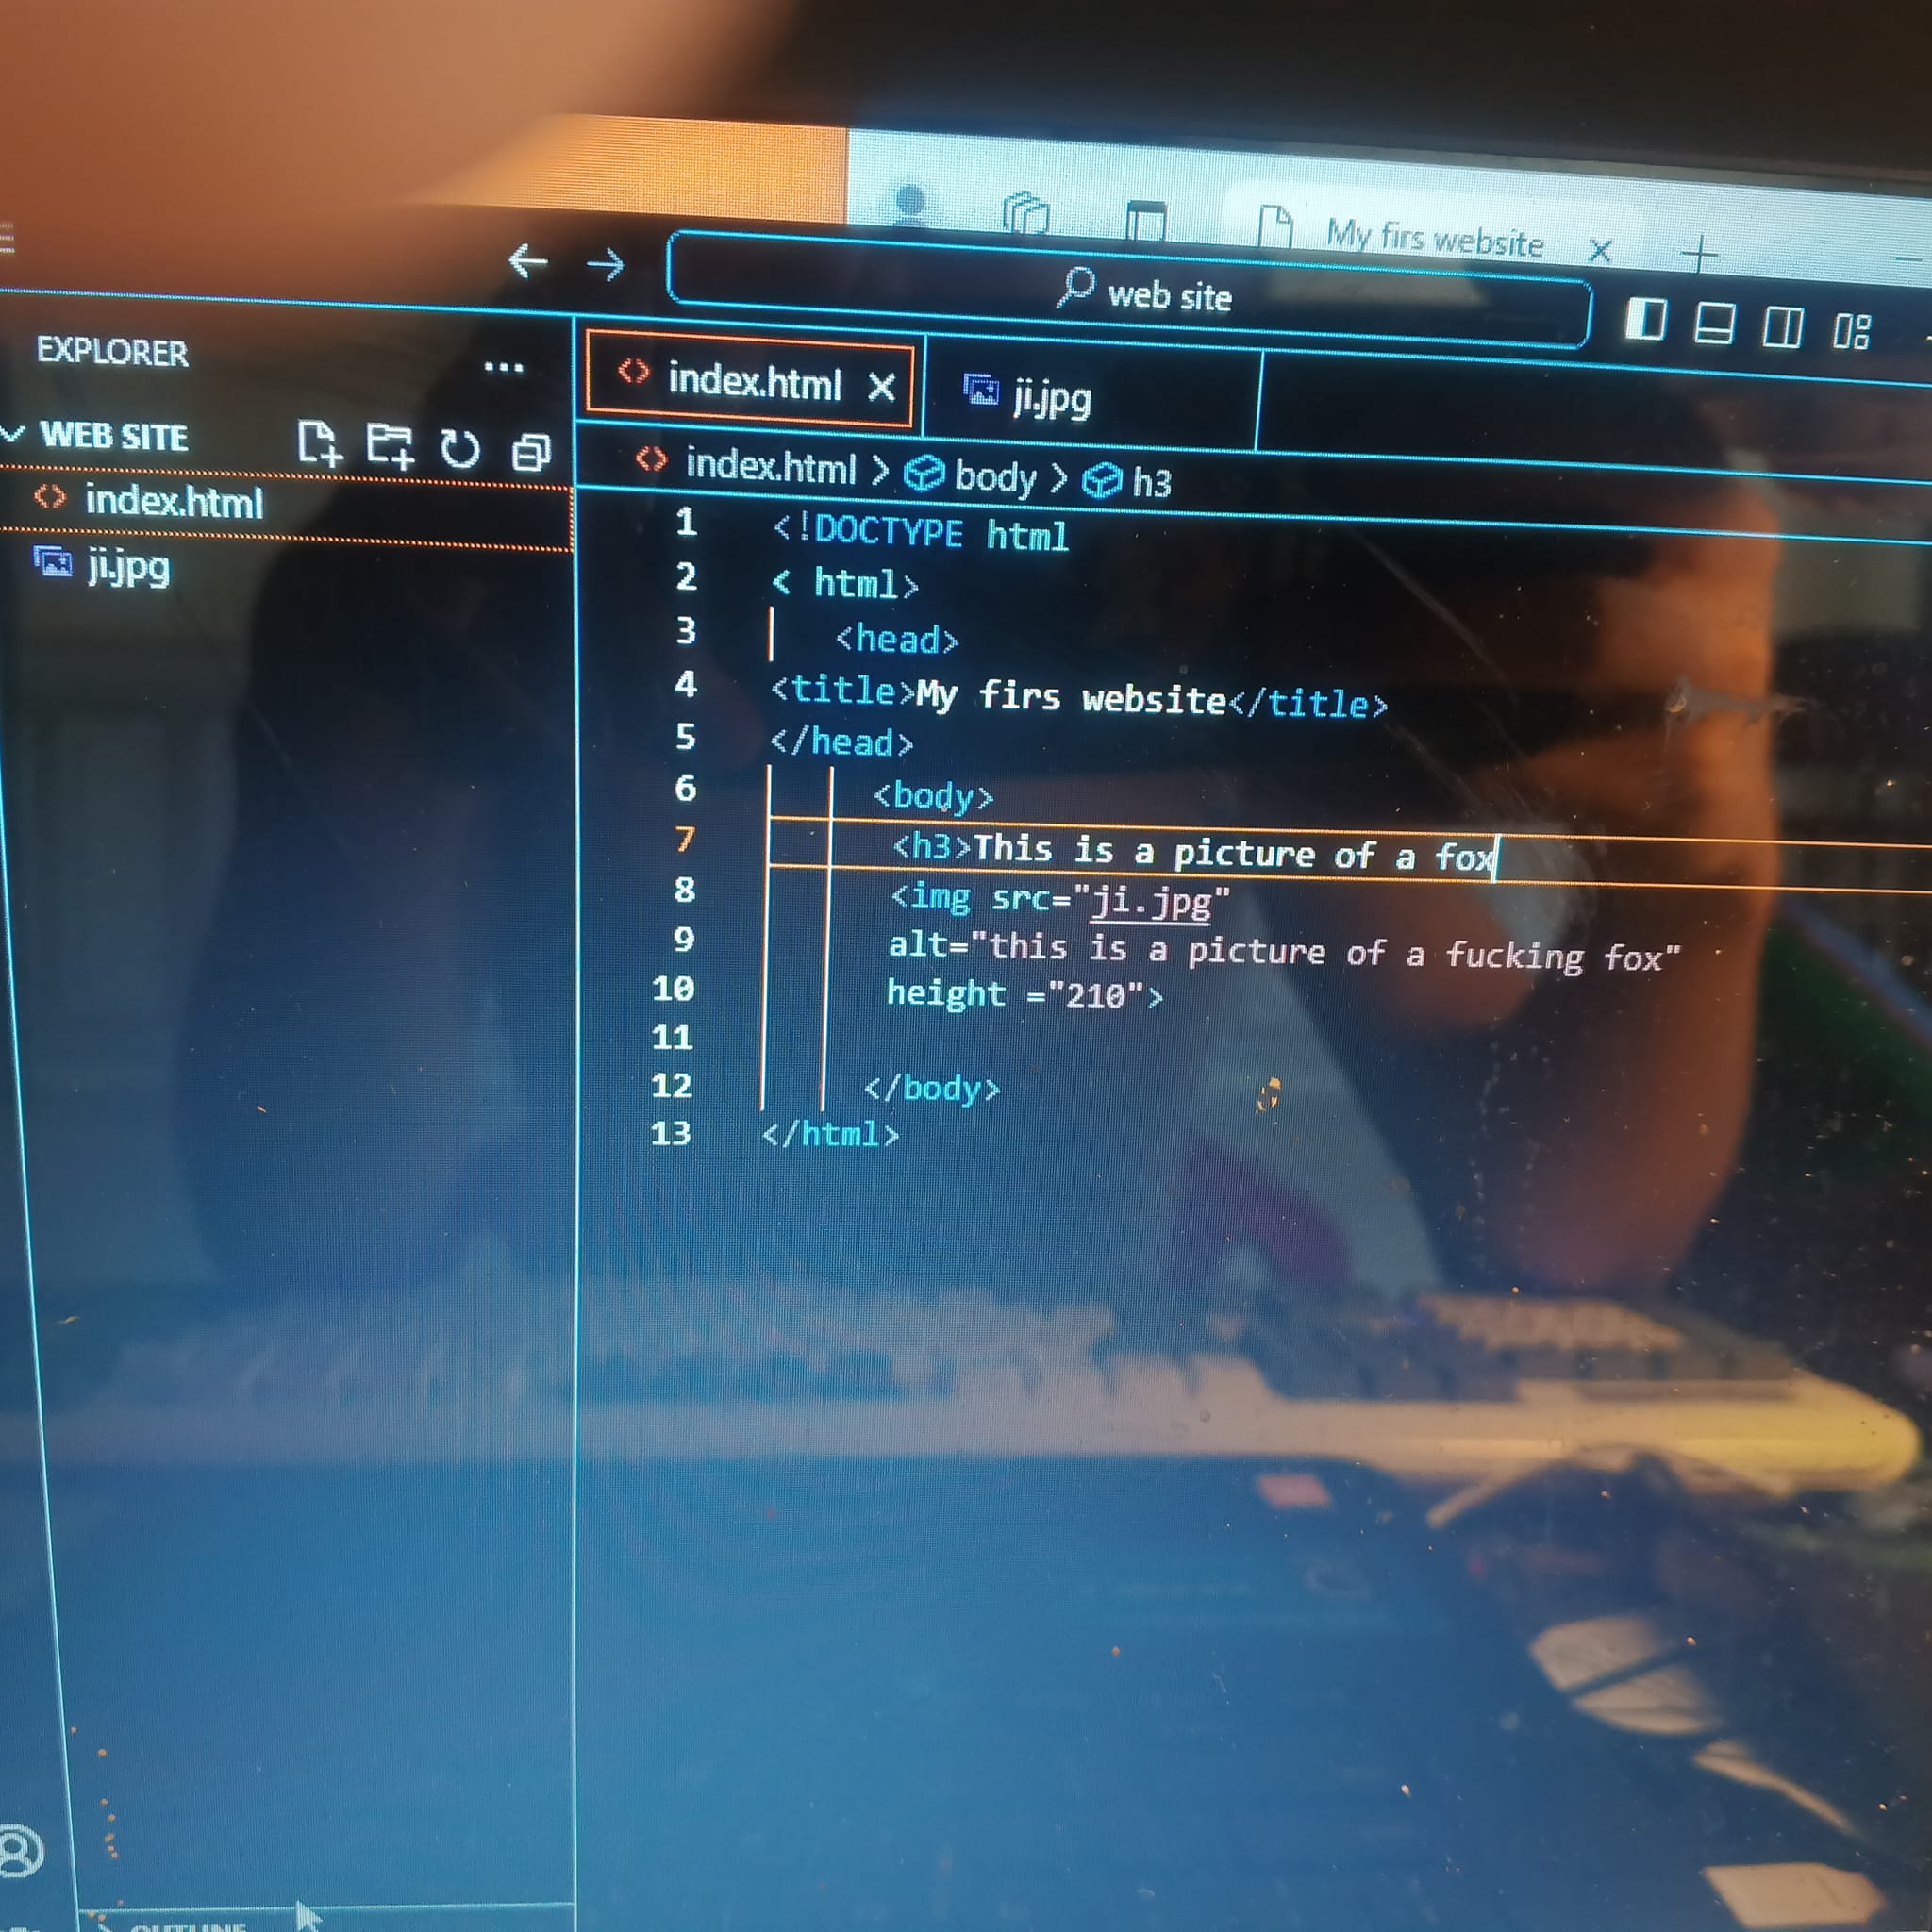 My firs website
web site
EXPLORER
index.html
ji.jpg
WEB SITE
index.html > body > h3
index.html
ji.jpg
1 <!DOCTYPE html
2 < html>
3 <head>
4 <title>My firs website</title>
5 </head>
6 <body>
7 <h3>This is a picture of a fox
8 <img src="ji.jpg"
9 alt="this is a picture of a fucking fox"
10 height ="210">
11
12 </body>
13 </html>
OUTLINE